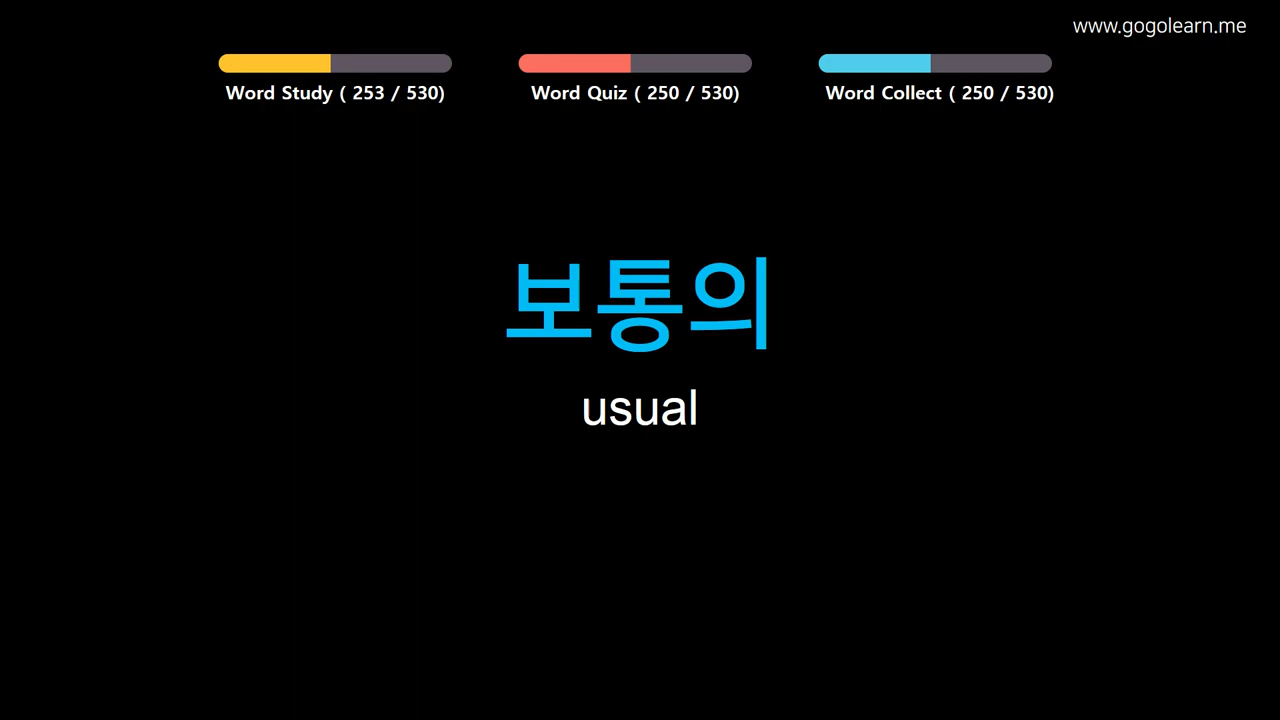 www.gogolearn.me
Word Study ( 253 / 530)
Word Quiz ( 250 / 530)
Word Collect ( 250 / 530)
보통의
usual